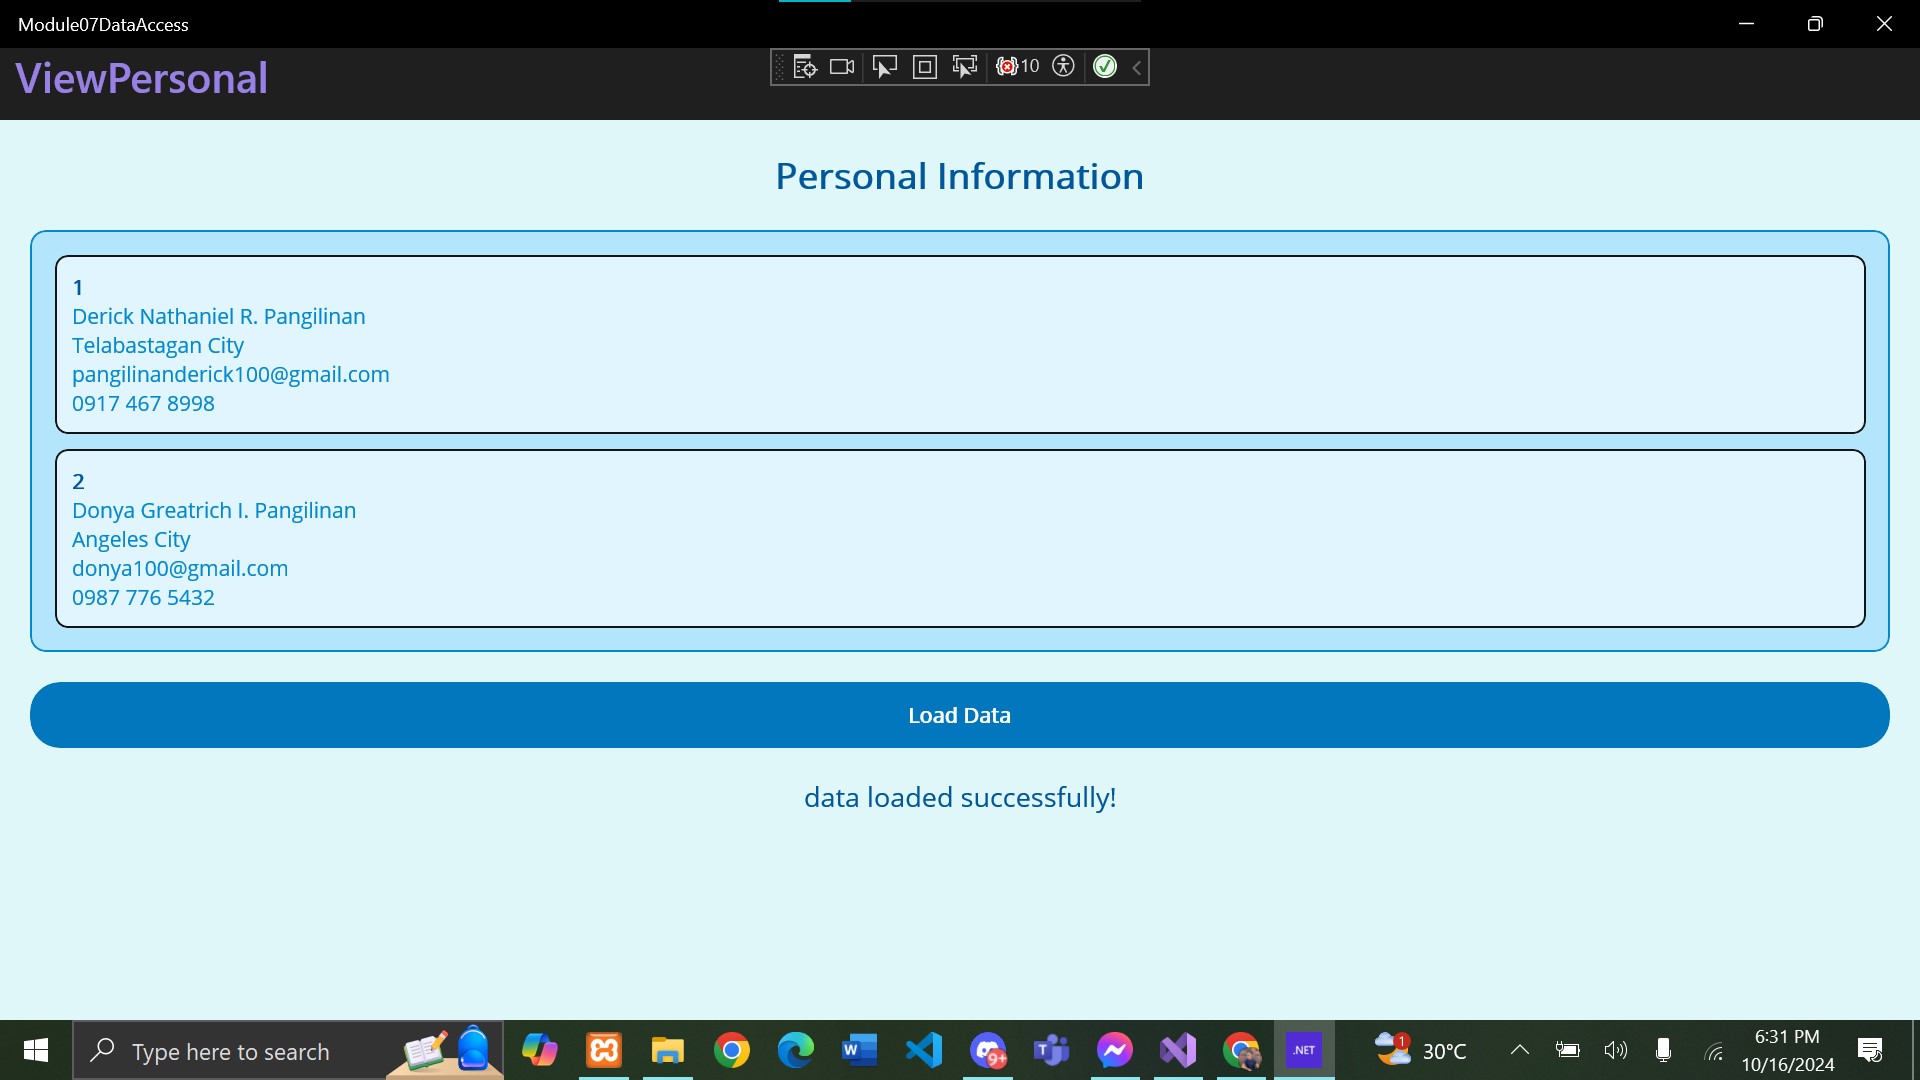 Module07DataAccess
ViewPersonal
10
Personal Information
1
Derick Nathaniel R. Pangilinan
Telabastagan City
pangilinanderick100@gmail.com
0917 467 8998
2
Donya Greatrich I. Pangilinan
Angeles City
donya100@gmail.com
0987 776 5432
Load Data
data loaded successfully!
Type here to search
W
9+
T
.NET
1
30°C
6:31 PM
10/16/2024